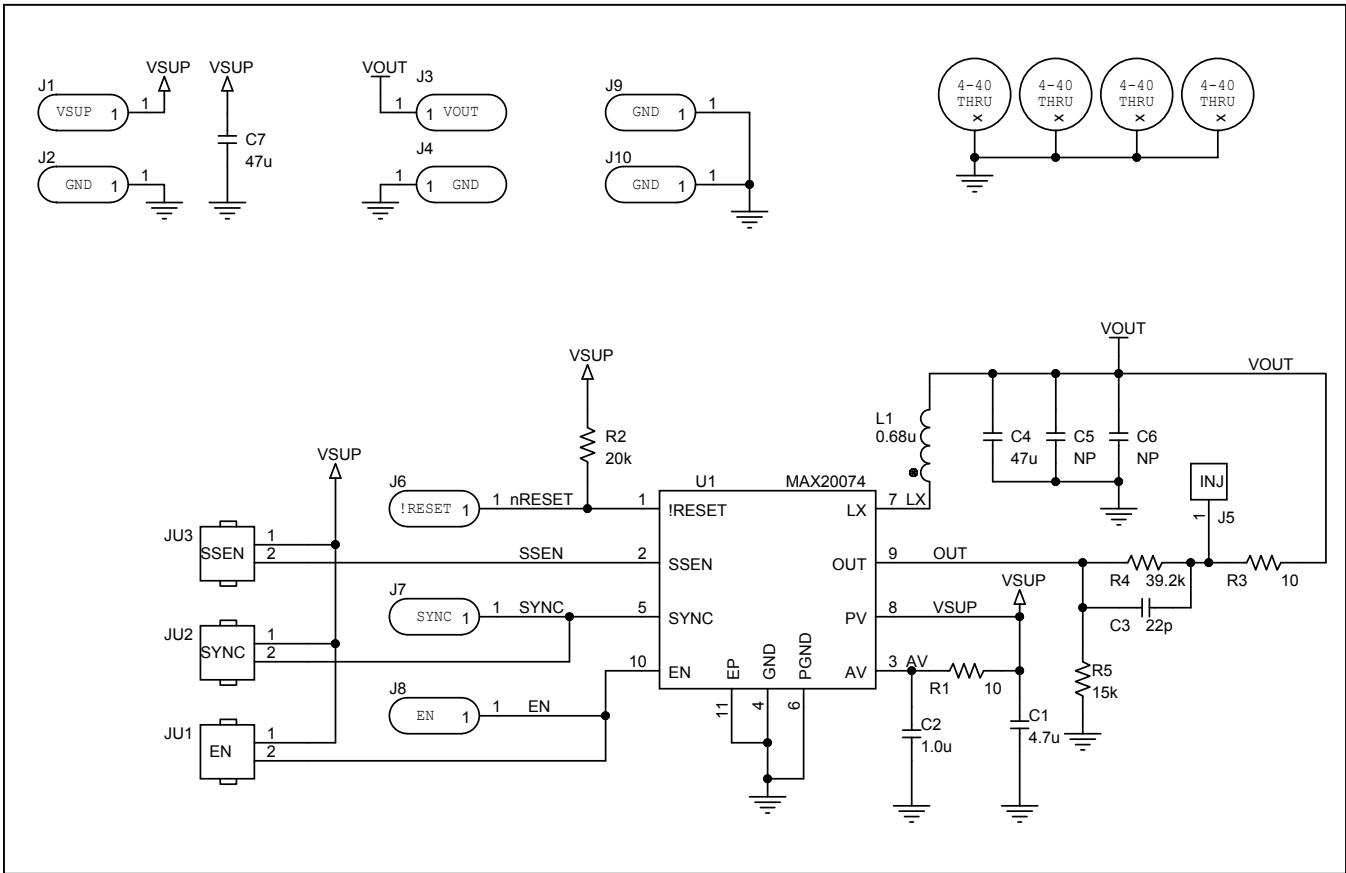 VSUP VSUP VOUT
J1 J3 J9
VSUP 1 1 1 1 VOUT GND 1 1
C7
47u
J2 J4 J10
GND 1 1 1 1 GND GND 1 1
4-40 4-40 4-40 4-40
THRU THRU THRU THRU
X X X X
VOUT
VSUP VOUT
L1
0.68u
R2
20k
C4 C5 C6
47u NP NP
VSUP
U1 MAX20074
J6
!RESET 1 1 nRESET 1 !RESET LX 7 LX
INJ
1 J5
JU3
SSEN 1
2 SSEN 2 SSEN OUT 9 OUT
R4 39.2k R3 10
C3 22p
J7
SYNC 1 1 SYNC 5 SYNC PV 8 VSUP VSUP
JU2
SYNC 1
2
10 EN EP GND PGND AV 3 AV
R1 10
R5
15k
J8
EN 1 1 EN
11 4 6
C2
1.0u
C1
4.7u
JU1
EN 1
2